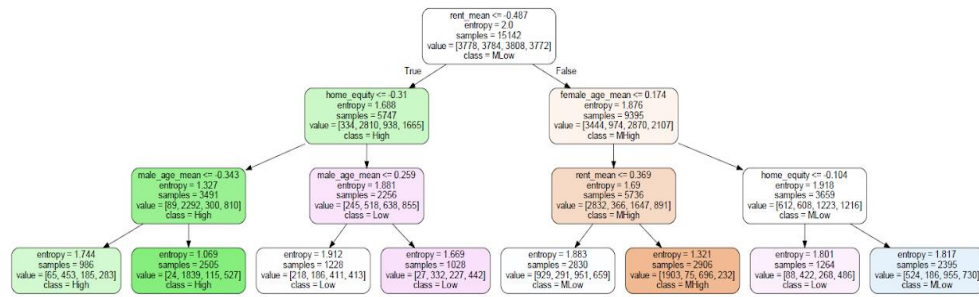 rent_mean <= -0.487
entropy = 2.0
samples = 15142
value = [3778, 3784, 3808, 3772]
class = MLow
True
False
home_equity <= -0.31
entropy = 1.688
samples = 5747
value = [334, 2810, 938, 1665]
class = High
female_age_mean <= 0.174
entropy = 1.876
samples = 9395
value = [3444, 974, 2870, 2107]
class = MHigh
male_age_mean <= -0.343
entropy = 1.327
samples = 3491
value = [89, 2292, 300, 810]
class = High
male_age_mean <= 0.259
entropy = 1.881
samples = 2256
value = [245, 518, 638, 855]
class = Low
rent_mean <= 0.369
entropy = 1.69
samples = 5736
value = [2832, 366, 1647, 891]
class = MHigh
home_equity <= -0.104
entropy = 1.918
samples = 3659
value = [612, 608, 1223, 1216]
class = MLow
entropy = 1.744
samples = 986
value = [65, 453, 185, 283]
class = High
entropy = 1.069
samples = 2505
value = [24, 1839, 115, 527]
class = High
entropy = 1.912
samples = 1228
value = [218, 186, 411, 413]
class = Low
entropy = 1.669
samples = 1028
value = [27, 332, 227, 442]
class = Low
entropy = 1.883
samples = 2830
value = [929, 291, 951, 659]
class = MLow
entropy = 1.321
samples = 2906
value = [1903, 75, 696, 232]
class = MHigh
entropy = 1.801
samples = 1264
value = [88, 422, 268, 486]
class = Low
entropy = 1.817
samples = 2395
value = [524, 186, 955, 730]
class = MLow